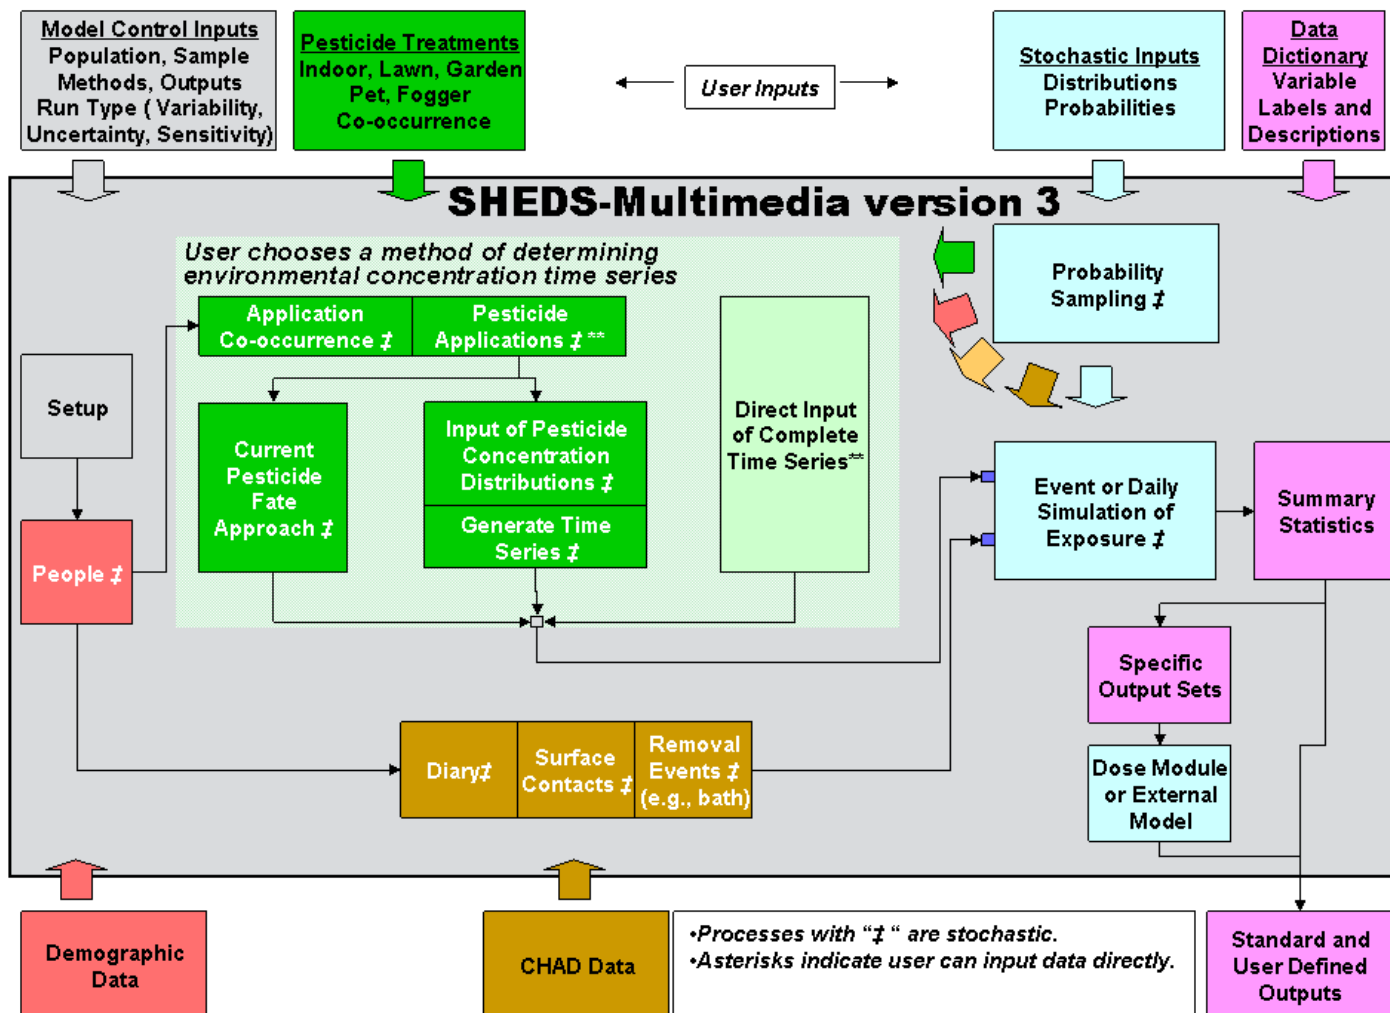 Model Control Inputs
Population, Sample
Methods, Outputs
Run Type ( Variability,
Uncertainty, Sensitivity)
Pesticide Treatments
Indoor, Lawn, Garden
Pet, Fogger
Co-occurrence
User Inputs
Stochastic Inputs
Distributions
Probabilities
Data
Dictionary
Variable
Labels and
Descriptions
SHEDS-Multimedia version 3
User chooses a method of determining
environmental concentration time series
Application
Co-occurrence ‡
Pesticide
Applications ‡ **
Probability
Sampling ‡
Setup
Current
Pesticide
Fate
Approach ‡
Input of Pesticide
Concentration
Distributions ‡
Generate Time
Series ‡
Direct Input
of Complete
Time Series**
Event or Daily
Simulation of
Exposure ‡
Summary
Statistics
People ‡
Specific
Output Sets
Diary‡
Surface
Contacts ‡
Removal
Events ‡
(e.g., bath)
Dose Module
or External
Model
Demographic
Data
CHAD Data
•Processes with “‡ “ are stochastic.
•Asterisks indicate user can input data directly.
Standard and
User Defined
Outputs